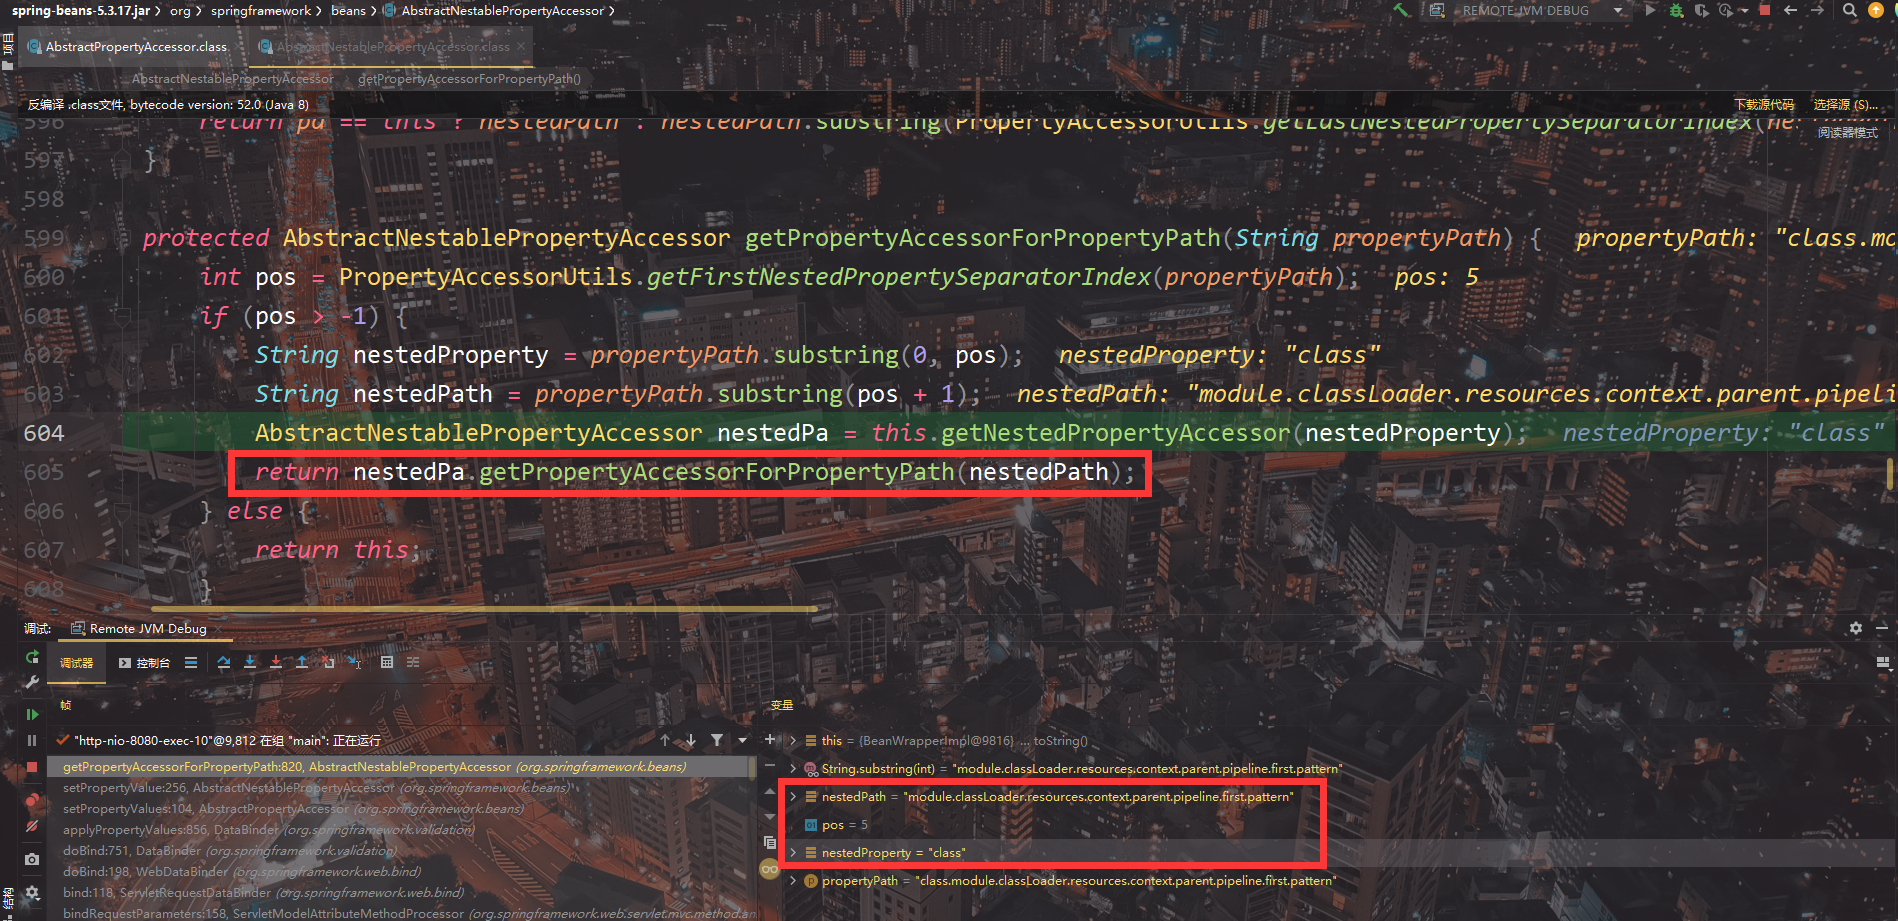 spring-beans-5.3.17.jar > org > springframework > beans > AbstractNestablePropertyAccessor >
REMOTE JVM DEBUG
项目
AbstractPropertyAccessor.class
AbstractNestablePropertyAccessor.class
AbstractNestablePropertyAccessor getPropertyAccessorForPropertyPath()
反编译 .class文件, bytecode version: 52.0 (Java 8)
下载源代码 选择源 (S)...
阅读器模式
596 return pa == this ? nestedPath : nestedPath.substring(PropertyAccessorUtils.getLastNestedPropertySeparatorIndex(ne
597 }
598
599 protected AbstractNestablePropertyAccessor getPropertyAccessorForPropertyPath(String propertyPath) { propertyPath: "class.mo
600 int pos = PropertyAccessorUtils.getFirstNestedPropertySeparatorIndex(propertyPath); pos: 5
601 if (pos > -1) {
602 String nestedProperty = propertyPath.substring(0, pos); nestedProperty: "class"
603 String nestedPath = propertyPath.substring(pos + 1); nestedPath: "module.classLoader.resources.context.parent.pipeli
604 AbstractNestablePropertyAccessor nestedPa = this.getNestedPropertyAccessor(nestedProperty); nestedProperty: "class"
605 return nestedPa.getPropertyAccessorForPropertyPath(nestedPath);
606 } else {
607 return this;
608 }
调试: Remote JVM Debug
调试器 控制台
帧
变量
"http-nio-8080-exec-10"@9,812 在组 "main": 正在运行
getPropertyAccessorForPropertyPath:820, AbstractNestablePropertyAccessor (org.springframework.beans)
setPropertyValue:256, AbstractNestablePropertyAccessor (org.springframework.beans)
setPropertyValues:104, AbstractPropertyAccessor (org.springframework.beans)
applyPropertyValues:856, DataBinder (org.springframework.validation)
doBind:751, DataBinder (org.springframework.validation)
doBind:198, WebDataBinder (org.springframework.web.bind)
bind:118, ServletRequestDataBinder (org.springframework.web.bind)
bindRequestParameters:158, ServletModelAttributeMethodProcessor (org.springframework.web.servlet.mvc.method.an
this = {BeanWrapperImpl@9816} ... toString()
String.substring(int) = "module.classLoader.resources.context.parent.pipeline.first.pattern"
nestedPath = "module.classLoader.resources.context.parent.pipeline.first.pattern"
pos = 5
nestedProperty = "class"
propertyPath = "class.module.classLoader.resources.context.parent.pipeline.first.pattern"
结构